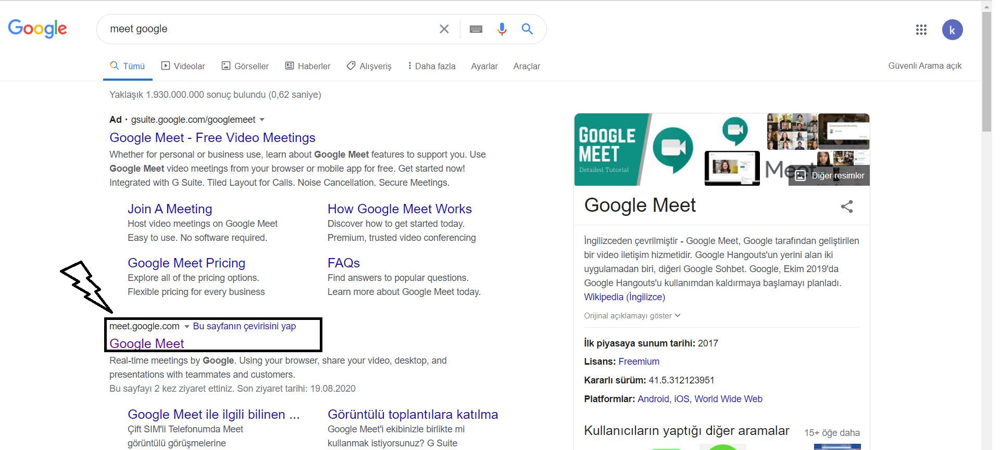 Google
meet google
k
Tümü
Videolar
Görseller
Haberler
Alışveriş
Daha fazla
Ayarlar
Araçlar
Güvenli Arama açık
Yaklaşık 1.930.000.000 sonuç bulundu (0,62 saniye)
Ad · gsuite.google.com/googlemeet
Google Meet - Free Video Meetings
Whether for personal or business use, learn about Google Meet features to support you. Use
Google Meet video meetings from your browser or mobile app for free. Get started now!
Integrated with G Suite. Tiled Layout for Calls. Noise Cancellation. Secure Meetings.
Join A Meeting
Host video meetings on Google Meet
Easy to use. No software required.
How Google Meet Works
Discover how to get started today.
Premium, trusted video conferencing
Google Meet Pricing
Explore all of the pricing options.
Flexible pricing for every business
FAQs
Find answers to popular questions.
Learn more about Google Meet today.
meet.google.com Bu sayfanın çevirisini yap
Google Meet
Real-time meetings by Google. Using your browser, share your video, desktop, and
presentations with teammates and customers.
Bu sayfayı 2 kez ziyaret ettiniz. Son ziyaret tarihi: 19.08.2020
Google Meet ile ilgili bilinen ...
Çift SIM'li Telefonumda Meet
görüntülü görüşmelerine
Görüntülü toplantılara katılma
Google Meet'i ekibinizle birlikte mi
kullanmak istiyorsunuz? G Suite
GOOGLE
MEET
Detailed Tutorial
Meet
Diğer resimler
Google Meet
İngilizceden çevrilmiştir - Google Meet, Google tarafından geliştirilen
bir video iletişim hizmetidir. Google Hangouts'un yerini alan iki
uygulamadan biri, diğeri Google Sohbet. Google, Ekim 2019'da
Google Hangouts'u kullanımdan kaldırmaya başlamayı planladı.
Wikipedia (İngilizce)
Orijinal açıklamayı göster
İlk piyasaya sunum tarihi: 2017
Lisans: Freemium
Kararlı sürüm: 41.5.312123951
Platformlar: Android, iOS, World Wide Web
Kullanıcıların yaptığı diğer aramalar
15+ öğe daha